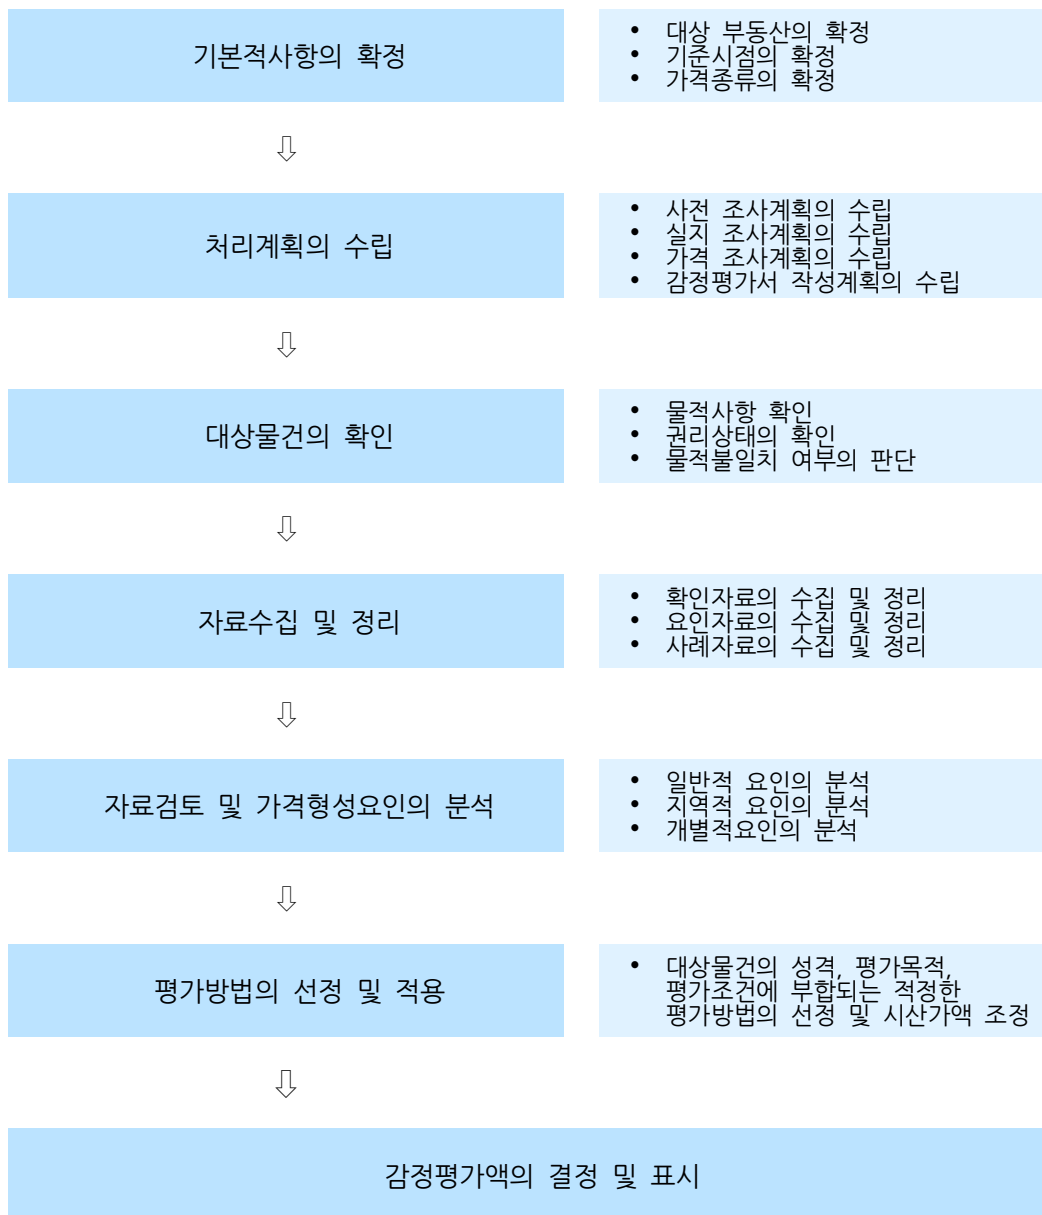 기본적사항의 확정
• 대상 부동산의 확정
• 기준시점의 확정
• 가격종류의 확정
⇩
처리계획의 수립
• 사전 조사계획의 수립
• 실지 조사계획의 수립
• 가격 조사계획의 수립
• 감정평가서 작성계획의 수립
⇩
대상물건의 확인
• 물적사항 확인
• 권리상태의 확인
• 물적불일치 여부의 판단
⇩
자료수집 및 정리
• 확인자료의 수집 및 정리
• 요인자료의 수집 및 정리
• 사례자료의 수집 및 정리
⇩
자료검토 및 가격형성요인의 분석
• 일반적 요인의 분석
• 지역적 요인의 분석
• 개별적요인의 분석
⇩
평가방법의 선정 및 적용
• 대상물건의 성격, 평가목적,
평가조건에 부합되는 적정한
평가방법의 선정 및 시산가액 조정
⇩
감정평가액의 결정 및 표시